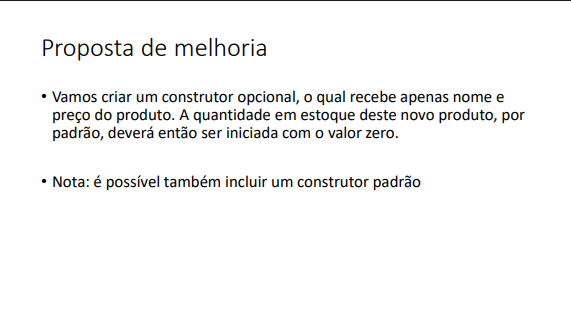 Proposta de melhoria
• Vamos criar um construtor opcional, o qual recebe apenas nome e
preço do produto. A quantidade em estoque deste novo produto, por
padrão, deverá então ser iniciada com o valor zero.
• Nota: é possível também incluir um construtor padrão